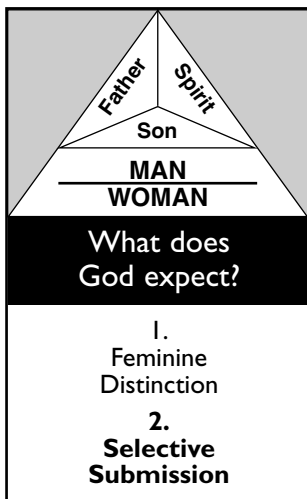 Father
Spirit
Son
MAN
WOMAN
What does
God expect?
1.
Feminine
Distinction
2.
Selective
Submission